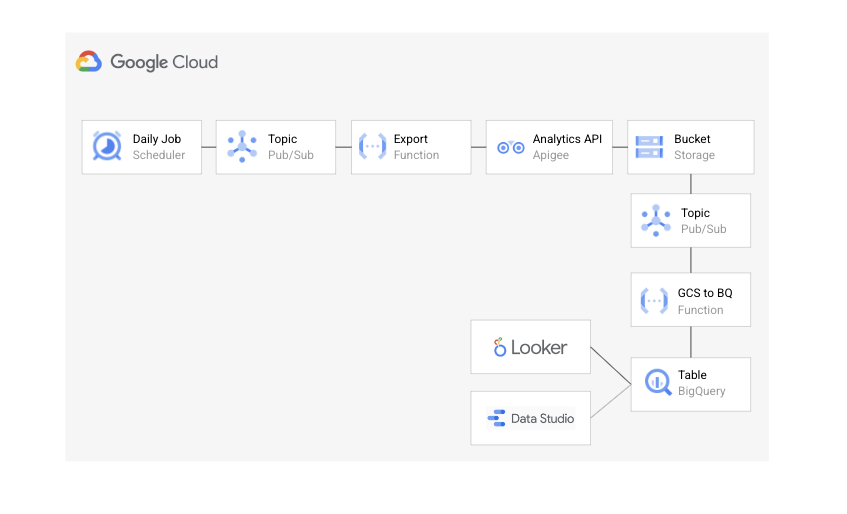 Google Cloud
Daily Job
Scheduler
Topic
Pub/Sub
Export
Function
Analytics API
Apigee
Bucket
Storage
Topic
Pub/Sub
GCS to BQ
Function
Looker
Table
BigQuery
Data Studio